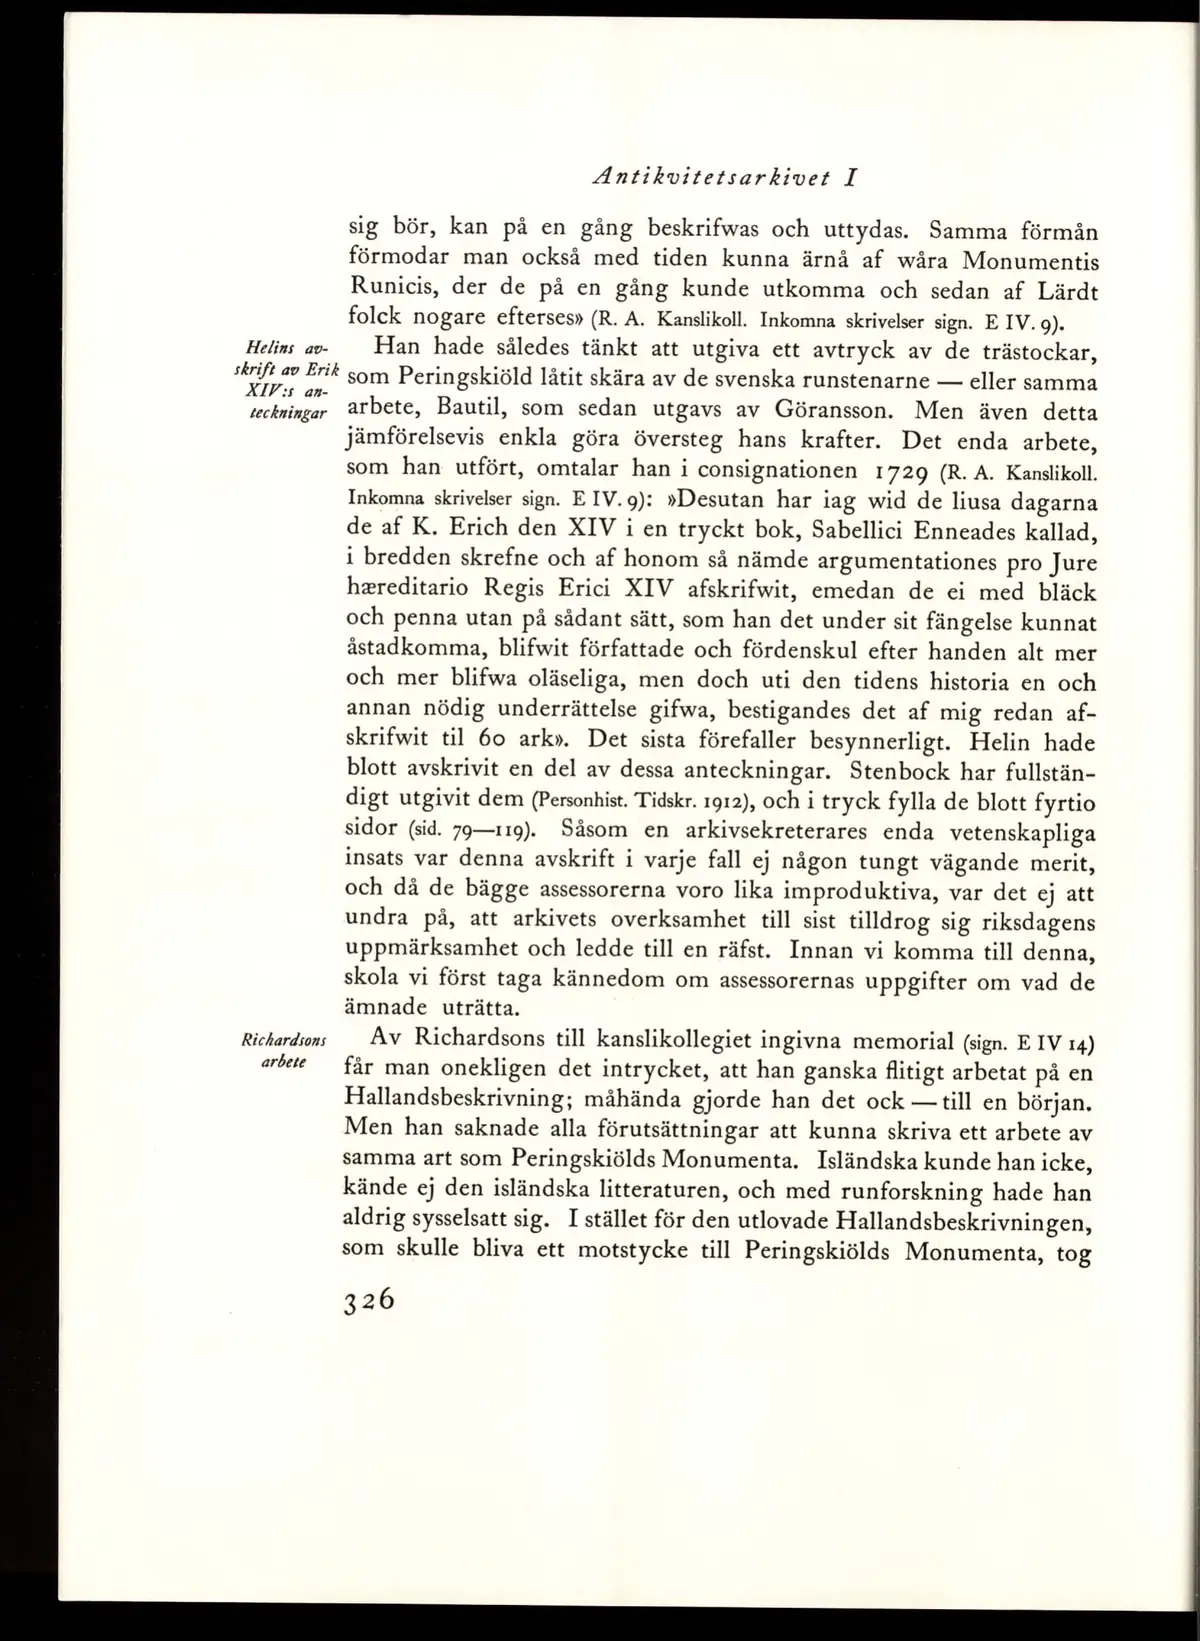 Antikvitetsarkivet I
sig bör, kan på en gång beskrifwas och uttydas. Samma förmån
förmodar man också med tiden kunna ärnå af wåra Monumentis
Runicis, der de på en gång kunde utkomma och sedan af Lärdt
folck nogare efterses» (R. A. Kanslikoll. Inkomna skrivelser sign. E IV. 9).
Helins av-
skrift av Erik
XIV:s an-
teckningar
Han hade således tänkt att utgiva ett avtryck av de trästockar,
som Peringskiöld låtit skära av de svenska runstenarne — eller samma
arbete, Bautil, som sedan utgavs av Göransson. Men även detta
jämförelsevis enkla göra översteg hans krafter. Det enda arbete,
som han utfört, omtalar han i consignationen 1729 (R. A. Kanslikoll.
Inkomna skrivelser sign. E IV. 9): »Desutan har iag wid de liusa dagarna
de af K. Erich den XIV i en tryckt bok, Sabellici Enneades kallad,
i bredden skrefne och af honom så nämde argumentationes pro Jure
hæreditario Regis Erici XIV afskrifwit, emedan de ei med bläck
och penna utan på sådant sätt, som han det under sit fängelse kunnat
åstadkomma, blifwit författade och fördenskul efter handen alt mer
och mer blifwa oläseliga, men doch uti den tidens historia en och
annan nödig underrättelse gifwa, bestigandes det af mig redan af-
skrifwit til 60 ark». Det sista förefaller besynnerligt. Helin hade
blott avskrivit en del av dessa anteckningar. Stenbock har fullstän-
digt utgivit dem (Personhist. Tidskr. 1912), och i tryck fylla de blott fyrtio
sidor (sid. 79—119). Såsom en arkivsekreterares enda vetenskapliga
insats var denna avskrift i varje fall ej någon tungt vägande merit,
och då de bägge assessorerna voro lika improduktiva, var det ej att
undra på, att arkivets overksamhet till sist tilldrog sig riksdagens
uppmärksamhet och ledde till en räfst. Innan vi komma till denna,
skola vi först taga kännedom om assessorernas uppgifter om vad de
ämnade uträtta.
Richardsons
arbete
Av Richardsons till kanslikollegiet ingivna memorial (sign. E IV 14)
får man onekligen det intrycket, att han ganska flitigt arbetat på en
Hallandsbeskrivning; måhända gjorde han det ock — till en början.
Men han saknade alla förutsättningar att kunna skriva ett arbete av
samma art som Peringskiölds Monumenta. Isländska kunde han icke,
kände ej den isländska litteraturen, och med runforskning hade han
aldrig sysselsatt sig. I stället för den utlovade Hallandsbeskrivningen,
som skulle bliva ett motstycke till Peringskiölds Monumenta, tog
326